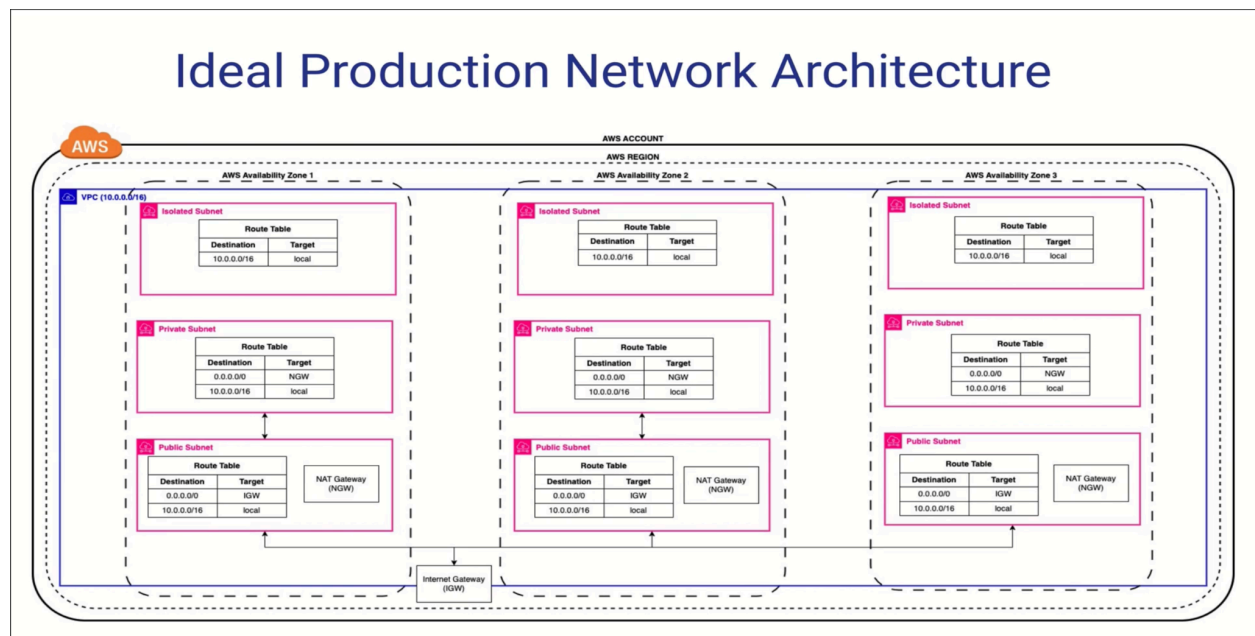 Ideal Production Network Architecture
AWS
AWS ACCOUNT
AWS REGION
VPC (10.0.0.0/16)
AWS Availability Zone 1
Isolated Subnet
Route Table
Destination Target
10.0.0.0/16 local
Private Subnet
Route Table
Destination Target
0.0.0.0/0 NGW
10.0.0.0/16 local
Public Subnet
Route Table
Destination Target
0.0.0.0/0 IGW
10.0.0.0/16 local
NAT Gateway
(NGW)
AWS Availability Zone 2
Isolated Subnet
Route Table
Destination Target
10.0.0.0/16 local
Private Subnet
Route Table
Destination Target
0.0.0.0/0 NGW
10.0.0.0/16 local
Public Subnet
Route Table
Destination Target
0.0.0.0/0 IGW
10.0.0.0/16 local
NAT Gateway
(NGW)
AWS Availability Zone 3
Isolated Subnet
Route Table
Destination Target
10.0.0.0/16 local
Private Subnet
Route Table
Destination Target
0.0.0.0/0 NGW
10.0.0.0/16 local
Public Subnet
Route Table
Destination Target
0.0.0.0/0 IGW
10.0.0.0/16 local
NAT Gateway
(NGW)
Internet Gateway
(IGW)